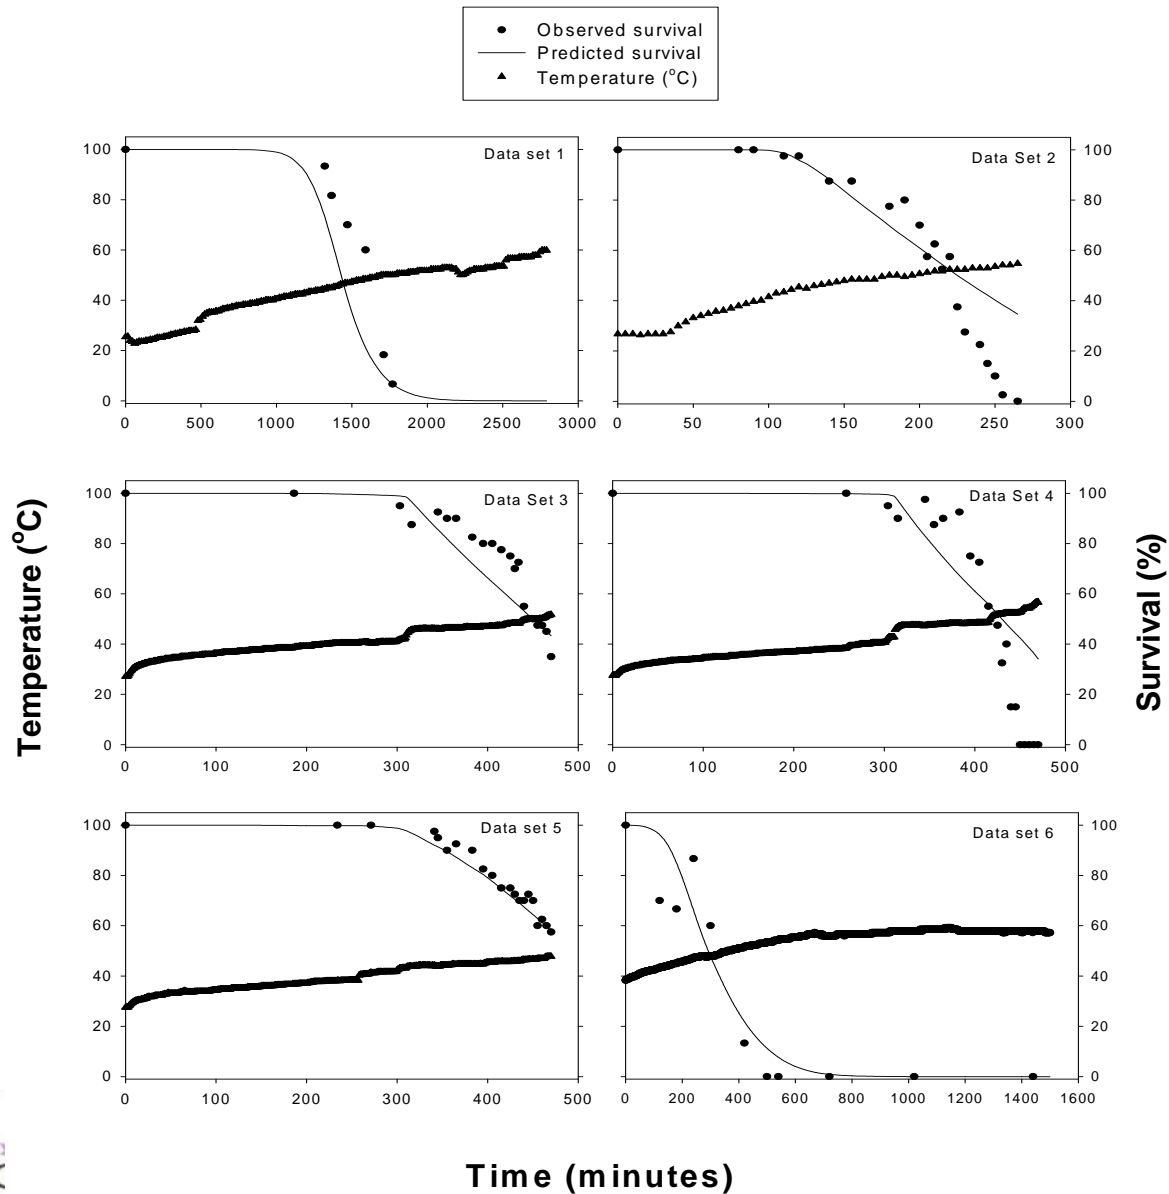 Observed survival
Predicted survival
Temperature (°C)
Data set 1
100
80
60
40
20
0
0 500 1000 1500 2000 2500 3000
Data Set 2
100
80
60
40
20
0
0 50 100 150 200 250 300
Data Set 3
100
80
60
40
20
0
0 100 200 300 400 500
Data Set 4
100
80
60
40
20
0
0 100 200 300 400 500
Data set 5
100
80
60
40
20
0
0 100 200 300 400 500
Data set 6
100
80
60
40
20
0
0 200 400 600 800 1000 1200 1400 1600
Temperature (°C)
Survival (%)
Time (minutes)